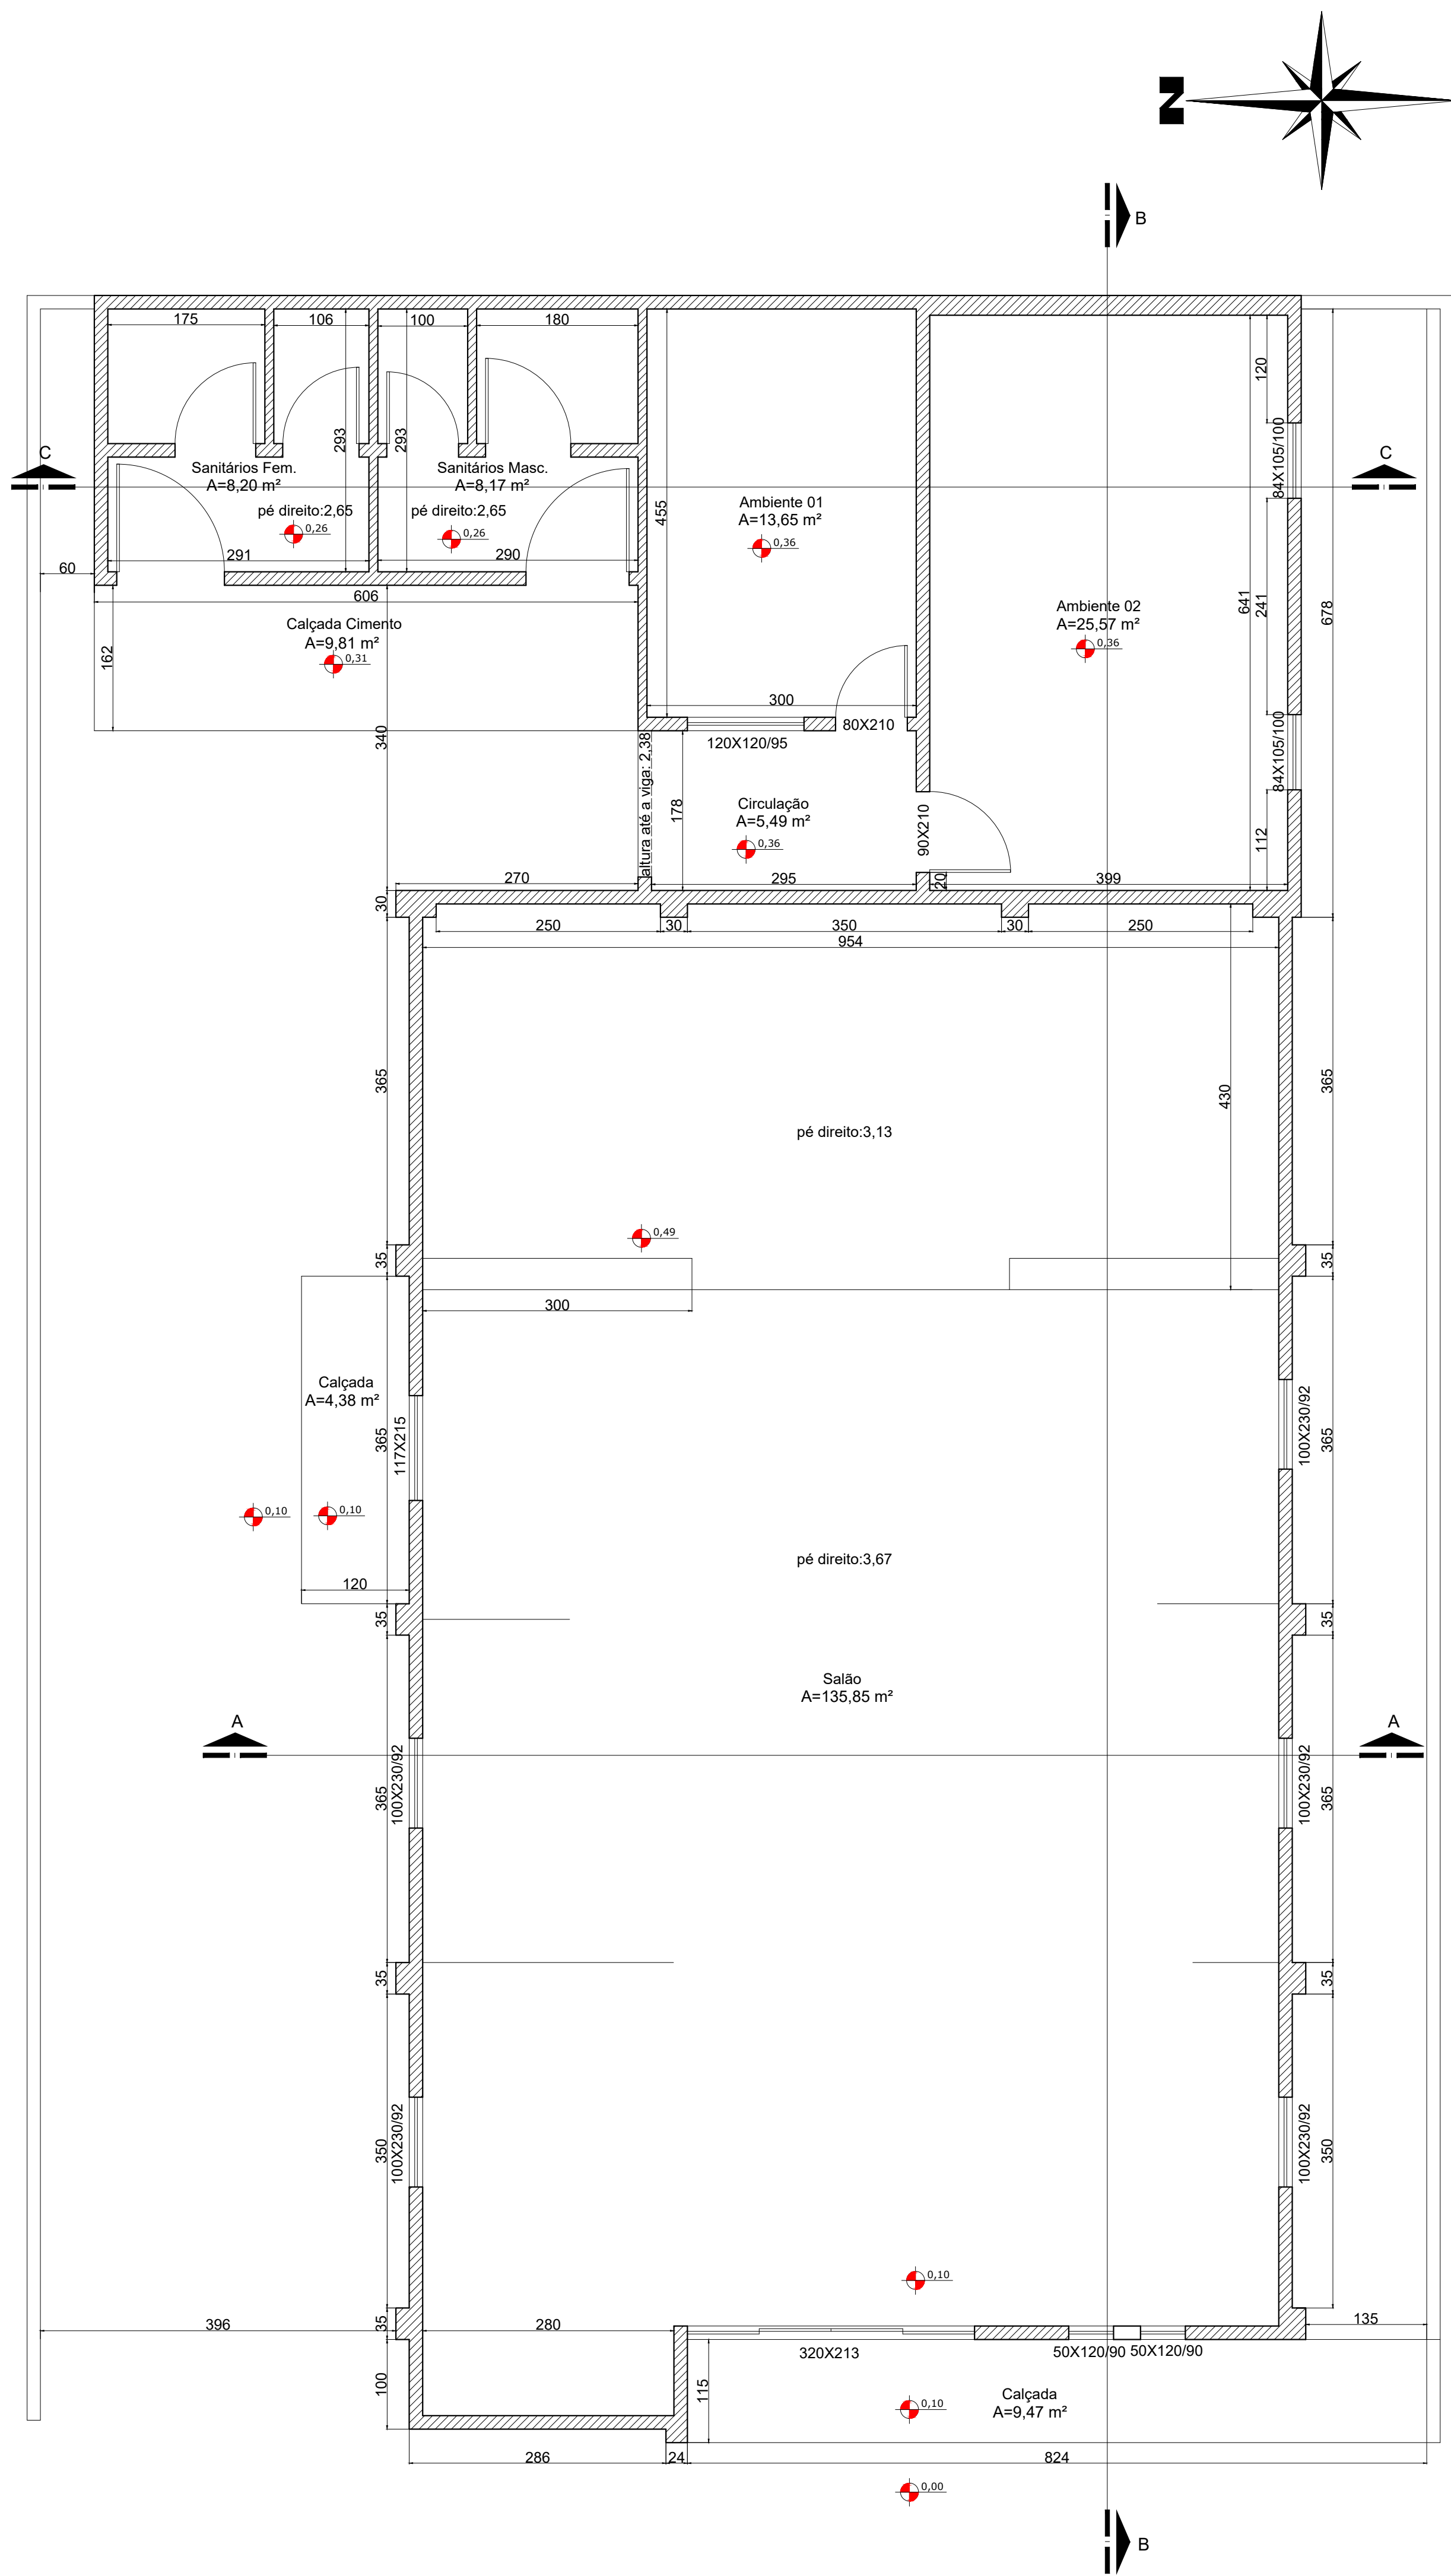 N
B
175
106
100
180
120
84X105/100
293
293
C
C
Sanitários Fem.
A=8,20 m²
Sanitários Masc.
A=8,17 m²
pé direito:2,65
pé direito:2,65
0,26
0,26
455
Ambiente 01
A=13,65 m²
0,36
291
290
60
606
641
241
678
Ambiente 02
A=25,57 m²
0,36
Calçada Cimento
A=9,81 m²
0,31
162
300
80X210
340
120X120/95
altura até a viga: 2,38
84X105/100
178
Circulação
A=5,49 m²
0,36
90X210
112
270
295
20
399
30
250
30
350
30
250
954
365
430
365
pé direito:3,13
0,49
35
35
300
Calçada
A=4,38 m²
365
117X215
100X230/92
365
0,10
0,10
pé direito:3,67
120
35
35
Salão
A=135,85 m²
A
A
365
100X230/92
100X230/92
365
35
35
350
100X230/92
100X230/92
350
0,10
396
35
280
135
320X213
50X120/90
50X120/90
100
115
Calçada
A=9,47 m²
0,10
286
24
824
0,00
B